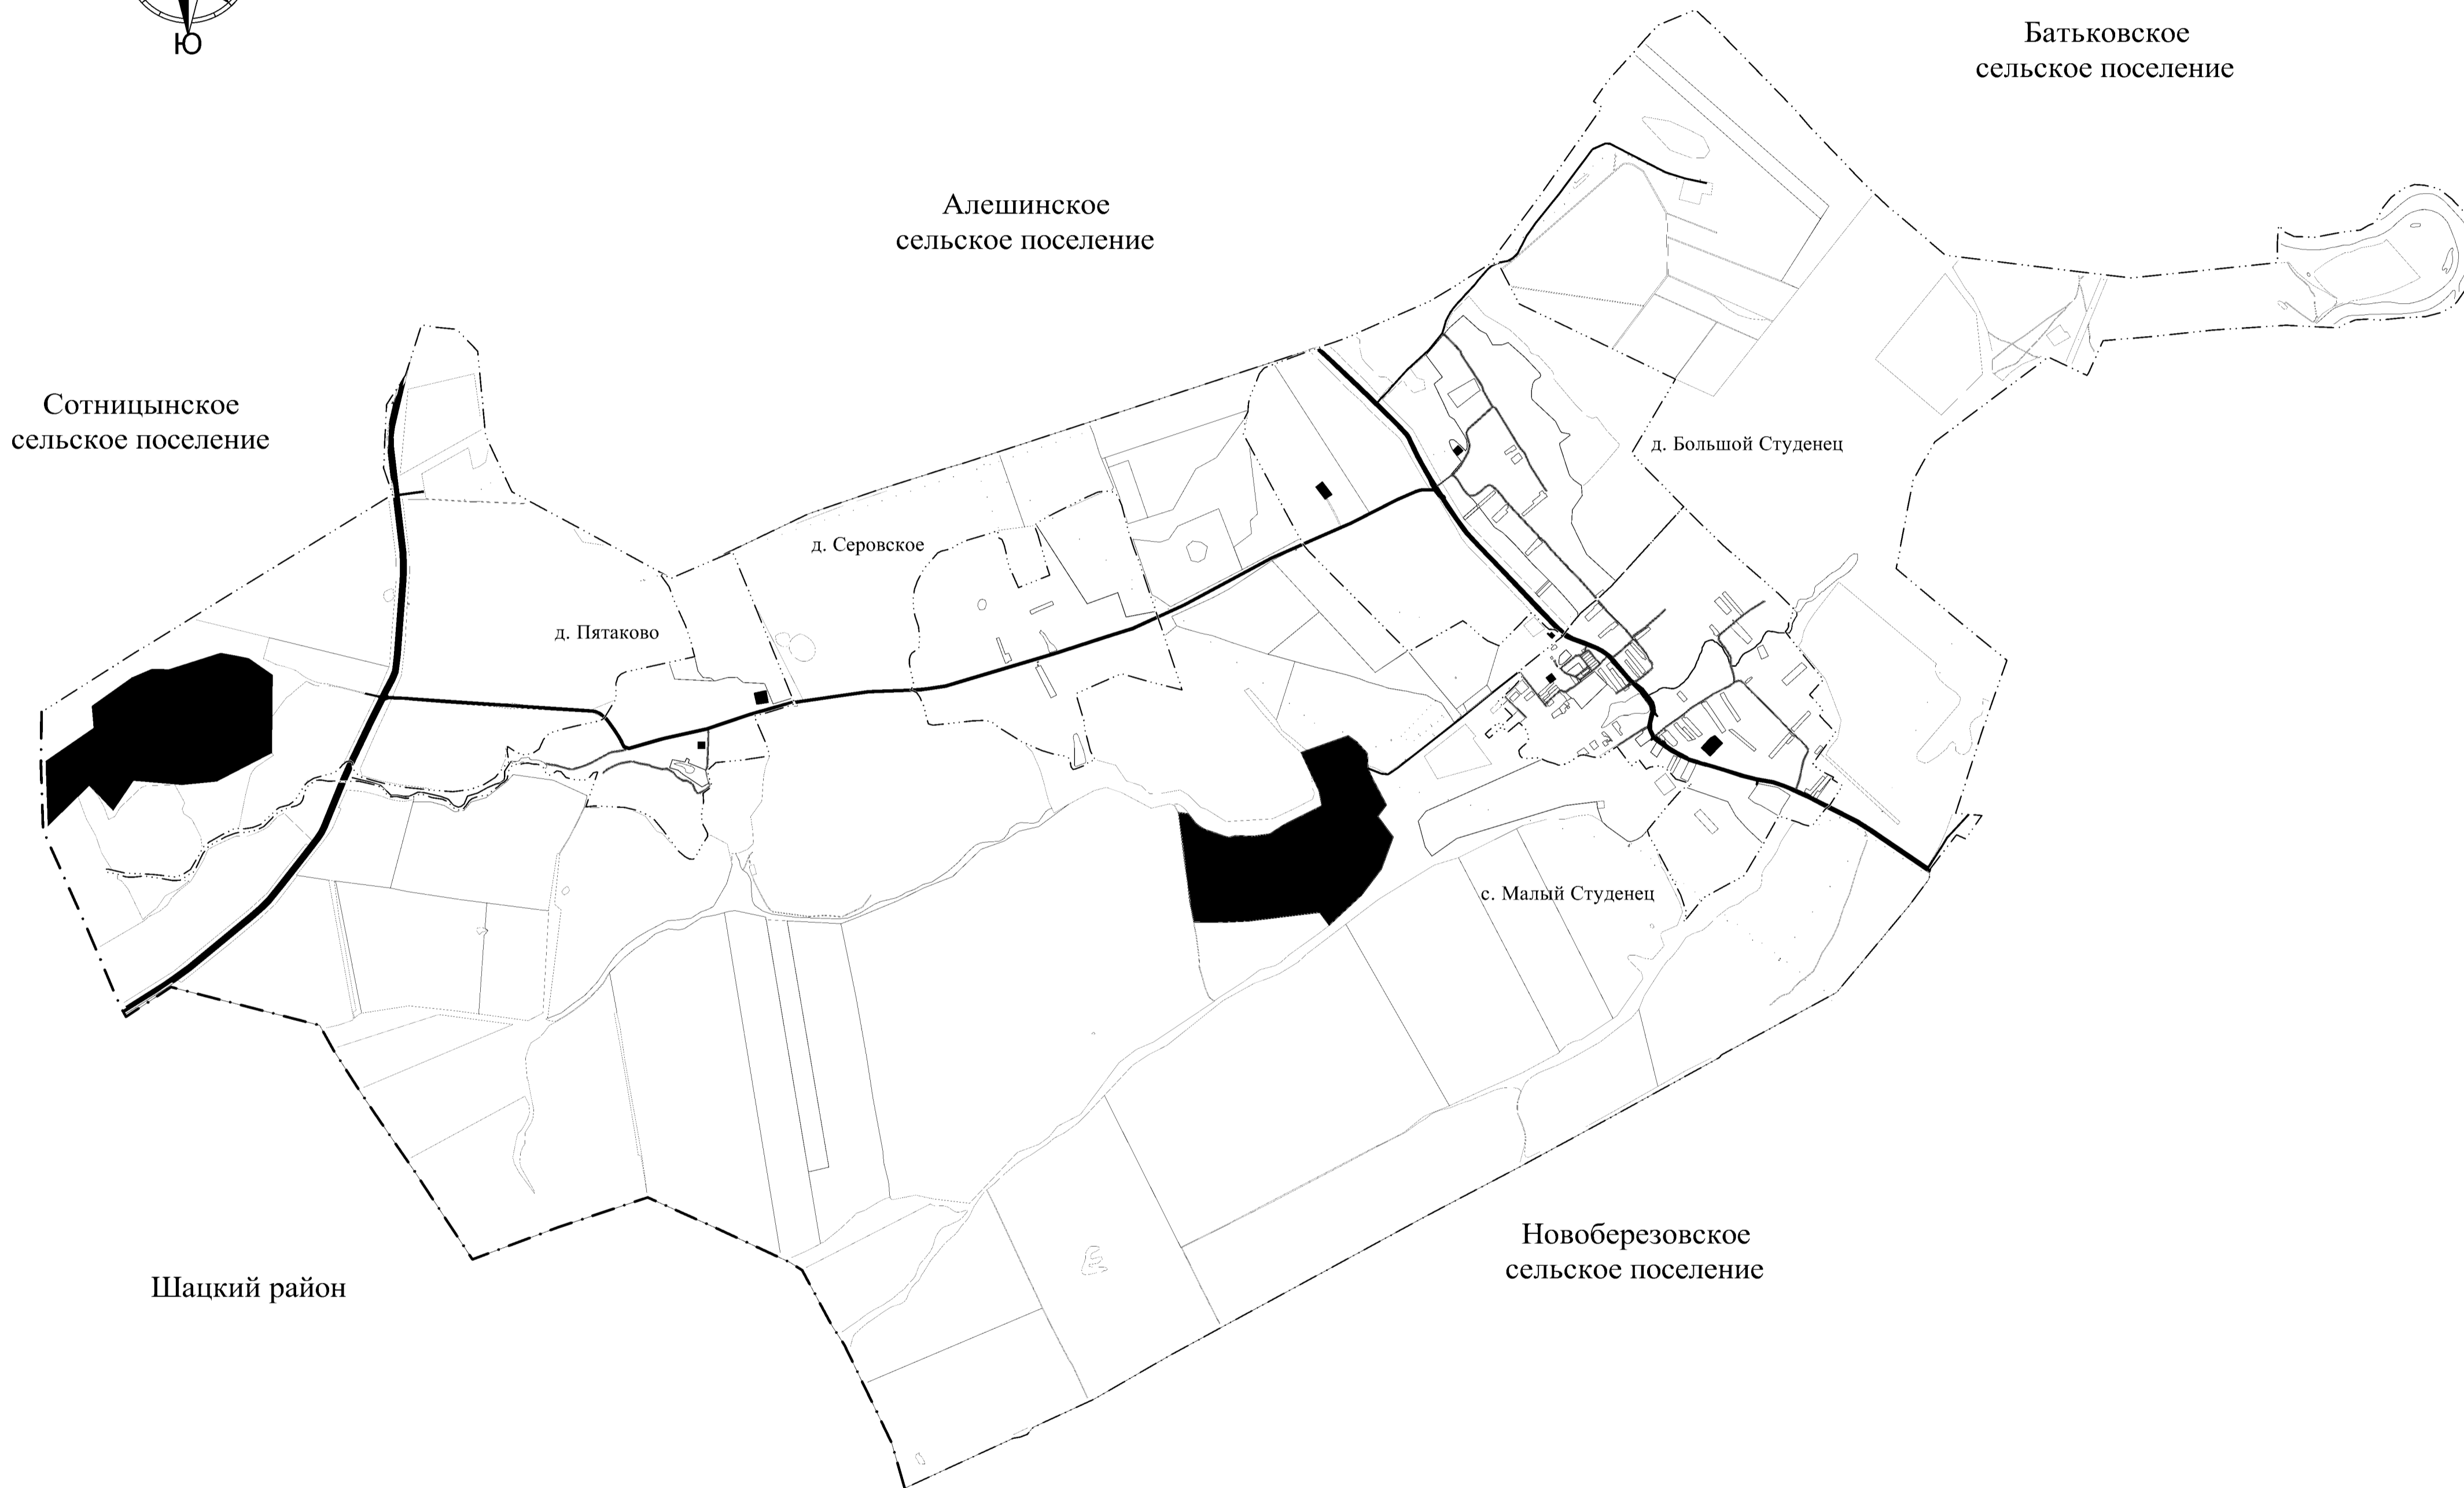 Ю
Батьковское
сельское поселение
Алешинское
сельское поселение
Сотницынское
сельское поселение
д. Большой Студенец
д. Серовское
д. Пятаково
с. Малый Студенец
Новоберезовское
сельское поселение
Шацкий район